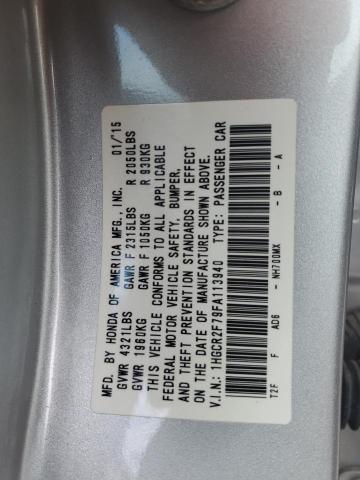 MFD. BY HONDA OF AMERICA MFG., INC. 01/'15
GVWR 4321LBS GAWR F 2315LBS R 2050LBS
GVWR 1960KG GAWR F 1050KG R 930KG
THIS VEHICLE CONFORMS TO ALL APPLICABLE
FEDERAL MOTOR VEHICLE SAFETY, BUMPER,
AND THEFT PREVENTION STANDARDS IN EFFECT
ON THE DATE OF MANUFACTURE SHOWN ABOVE.
V.I.N.: 1HGCR2F79FA113940 TYPE: PASSENGER CAR
T2F F AD6 NH700MX - B - A